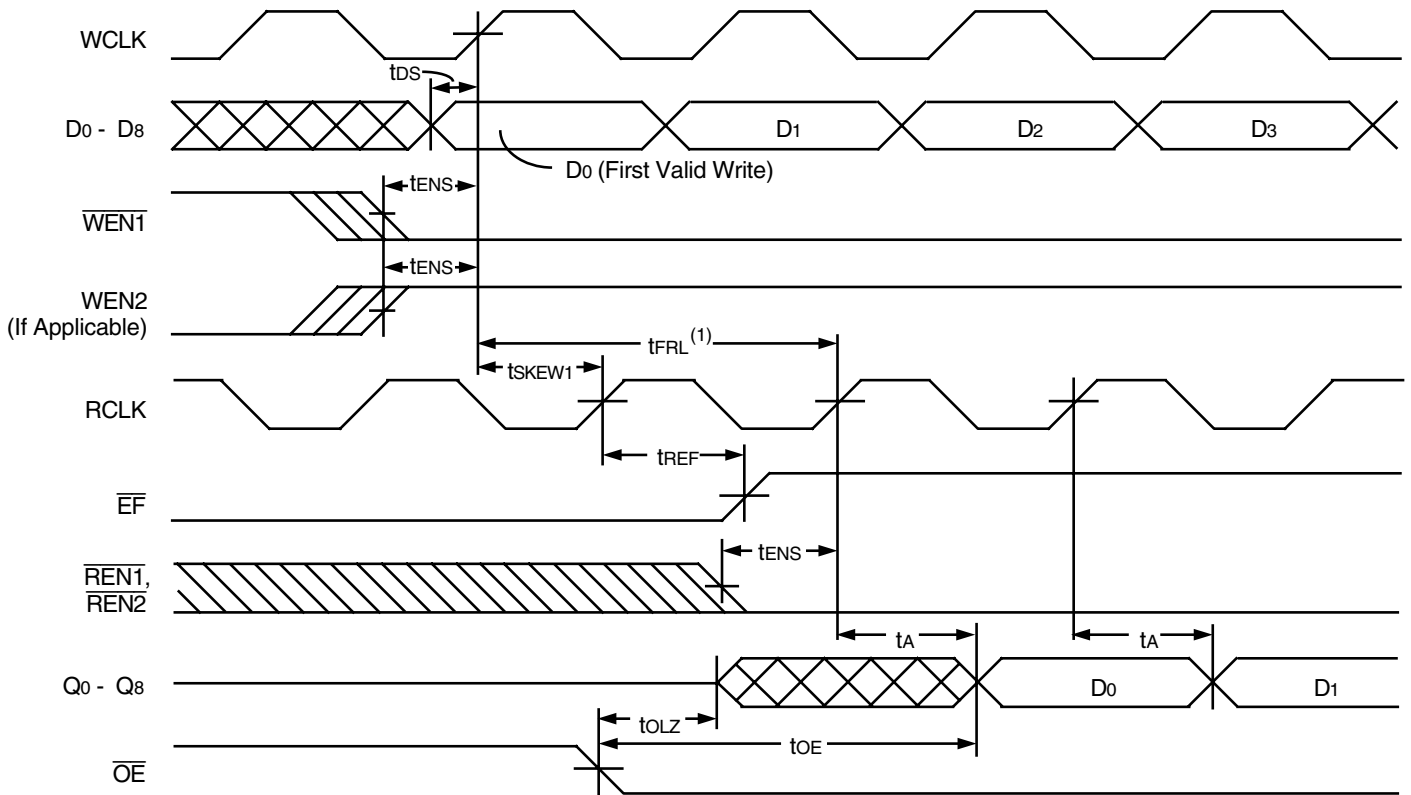 WCLK
tDS
D0 - D8
D1
D2
D3
D0 (First Valid Write)
tENS
WEN1
tENS
WEN2
(If Applicable)
tFRL(1)
tSKEW1
RCLK
tREF
EF
tENS
REN1,
REN2
tA
tA
Q0 - Q8
D0
D1
tOLZ
tOE
OE